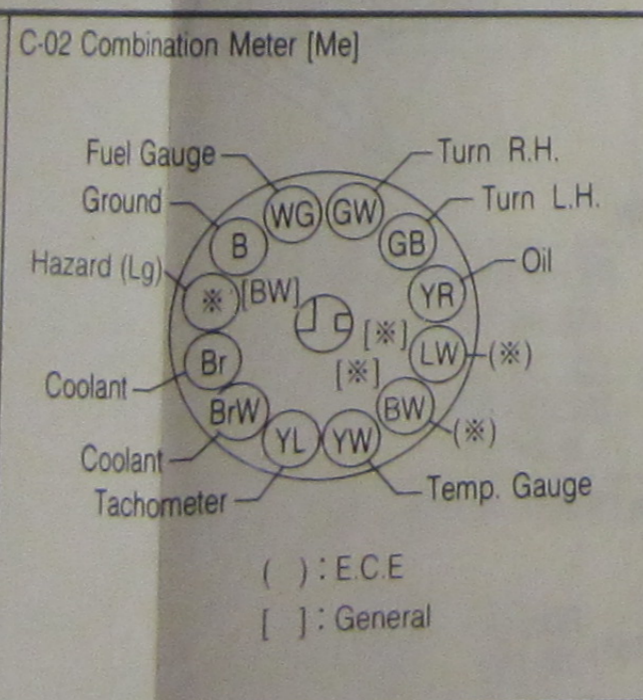 C-02 Combination Meter [Me]
Fuel Gauge
Turn R.H.
Ground
Turn L.H.
WG
GW
B
GB
Hazard (Lg)
Oil
※
[BW]
YR
[※]
LW
(※)
Br
[※]
Coolant
BrW
BW
(※)
YL
YW
Coolant
Tachometer
Temp. Gauge
( ) : E.C.E
[ ] : General